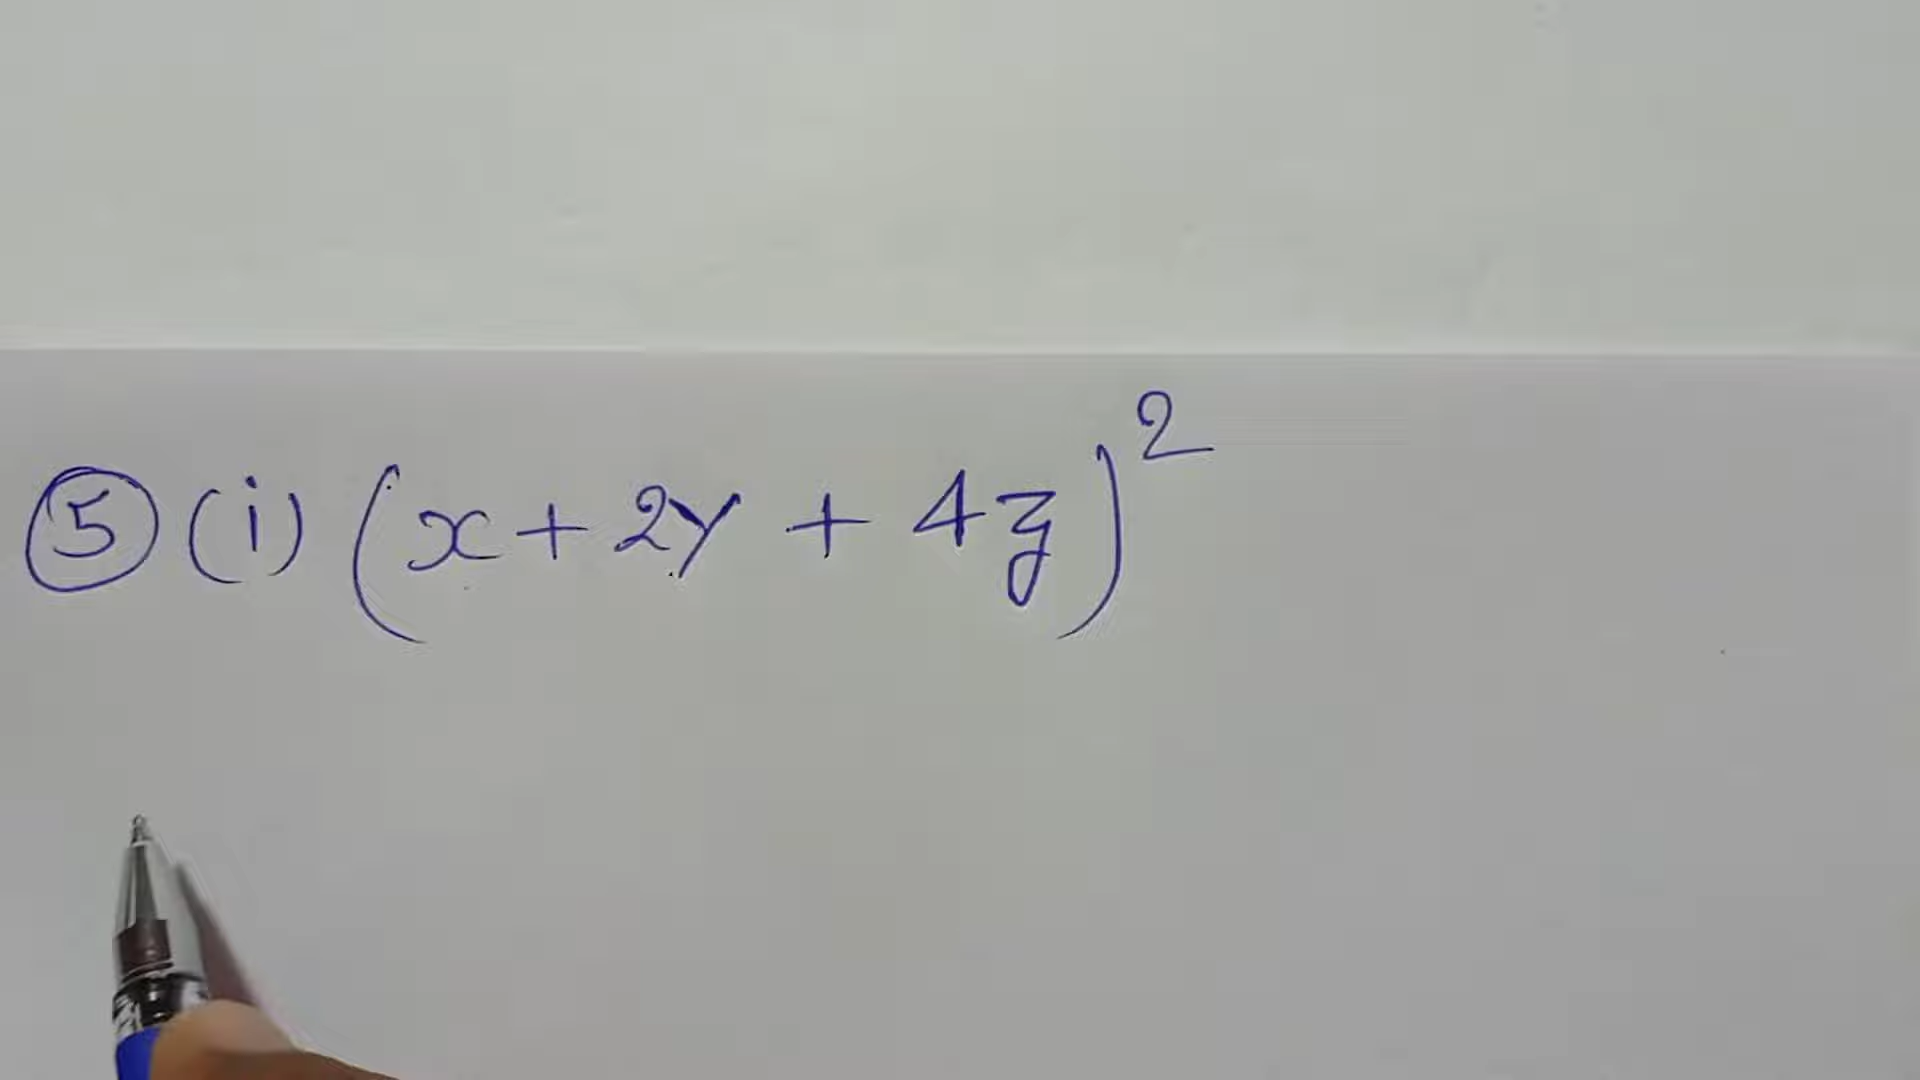 ⑤ (i) (x + 2y + 4z)²